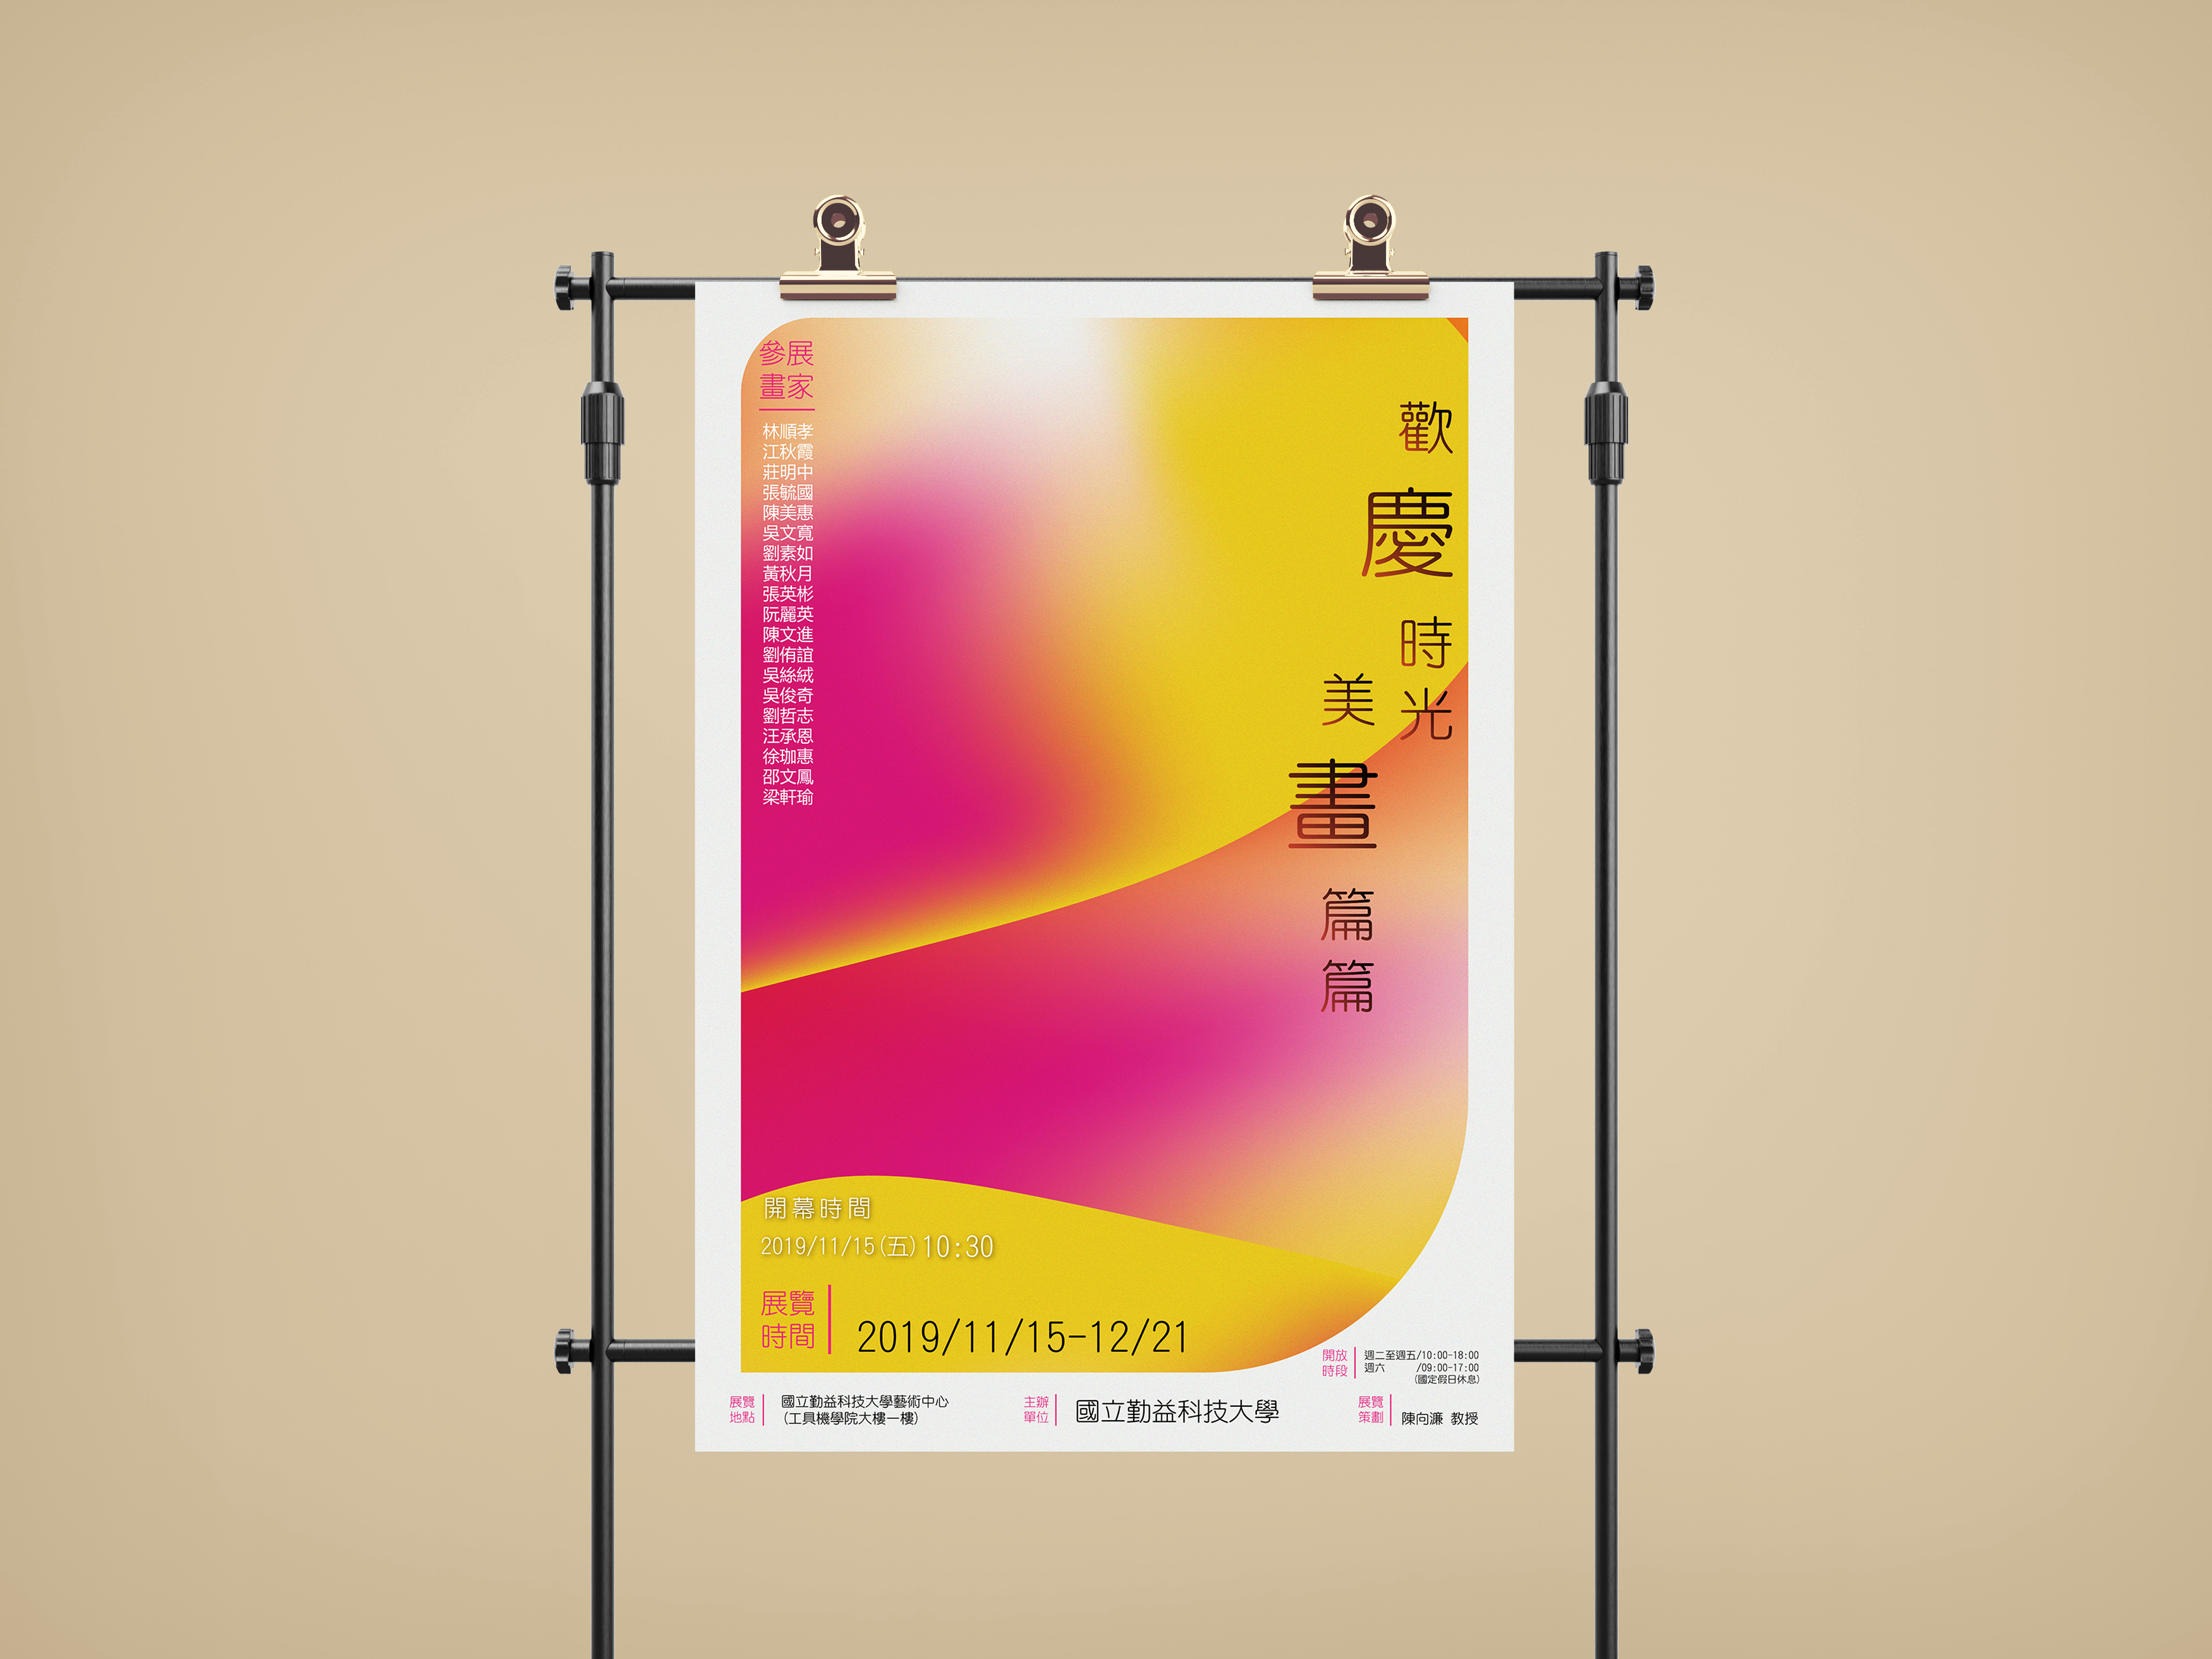 歡慶時光
美畫篇篇
參展
畫家
林順孝
江秋霞
莊明中
張毓國
陳美惠
吳文寬
劉素如
黃秋月
張英彬
阮麗英
陳文進
劉侑誼
吳絲絨
吳俊奇
劉哲志
汪承恩
徐珈惠
邵文鳳
梁軒瑜
開幕時間
2019/11/15(五)10:30
展覽
時間
2019/11/15-12/21
開放
時段
週二至週五/10:00-18:00
週六 /09:00-17:00
(國定假日休息)
展覽
地點
國立勤益科技大學藝術中心
(工具機學院大樓一樓)
主辦
單位
國立勤益科技大學
展覽
策劃
陳向濂 教授